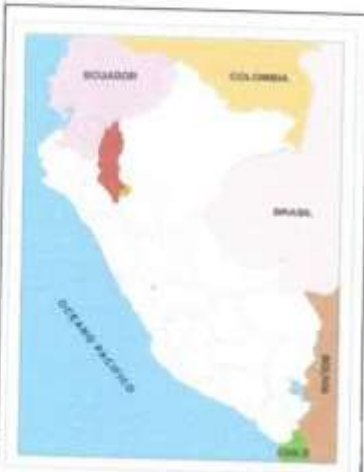 ECUADOR
COLOMBIA
BRASIL
OCEANO PACIFICO
BOLIVIA
CHILE